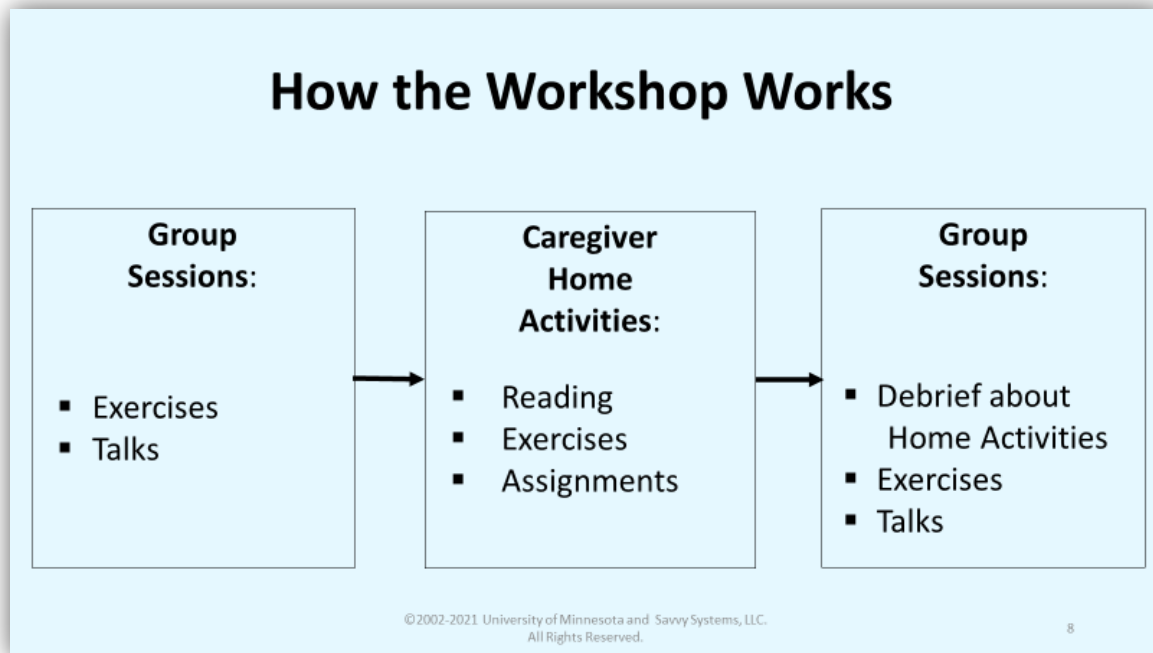 How the Workshop Works
Group
Sessions:
▪ Exercises
▪ Talks
Caregiver
Home
Activities:
▪ Reading
▪ Exercises
▪ Assignments
Group
Sessions:
▪ Debrief about
Home Activities
▪ Exercises
▪ Talks
©2002-2021 University of Minnesota and Savvy Systems, LLC.
All Rights Reserved.
8